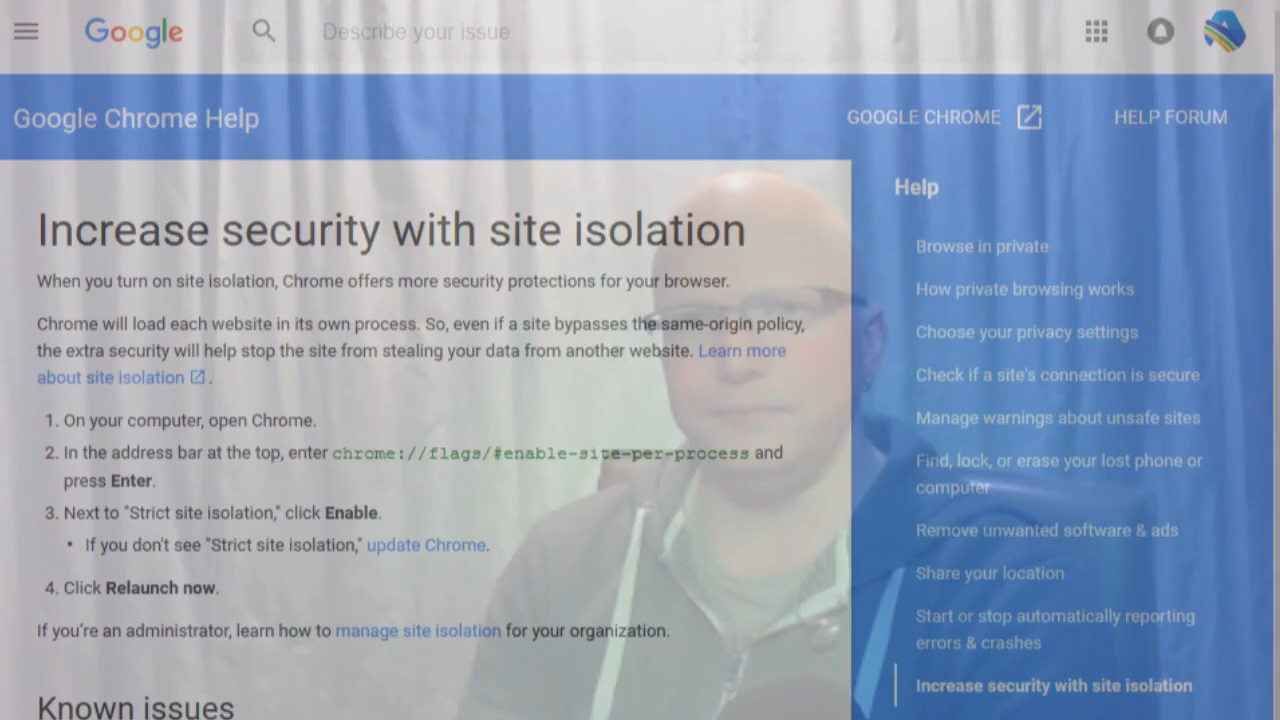 Google
Describe your issue
Google Chrome Help
GOOGLE CHROME
HELP FORUM
Increase security with site isolation
When you turn on site isolation, Chrome offers more security protections for your browser.
Chrome will load each website in its own process. So, even if a site bypasses the same-origin policy,
the extra security will help stop the site from stealing your data from another website. Learn more
about site isolation.
1. On your computer, open Chrome.
2. In the address bar at the top, enter chrome://flags/#enable-site-per-process and
press Enter.
3. Next to "Strict site isolation," click Enable.
• If you don't see "Strict site isolation," update Chrome.
4. Click Relaunch now.
If you're an administrator, learn how to manage site isolation for your organization.
Known issues
Help
Browse in private
How private browsing works
Choose your privacy settings
Check if a site's connection is secure
Manage warnings about unsafe sites
Find, lock, or erase your lost phone or
computer
Remove unwanted software & ads
Share your location
Start or stop automatically reporting
errors & crashes
Increase security with site isolation